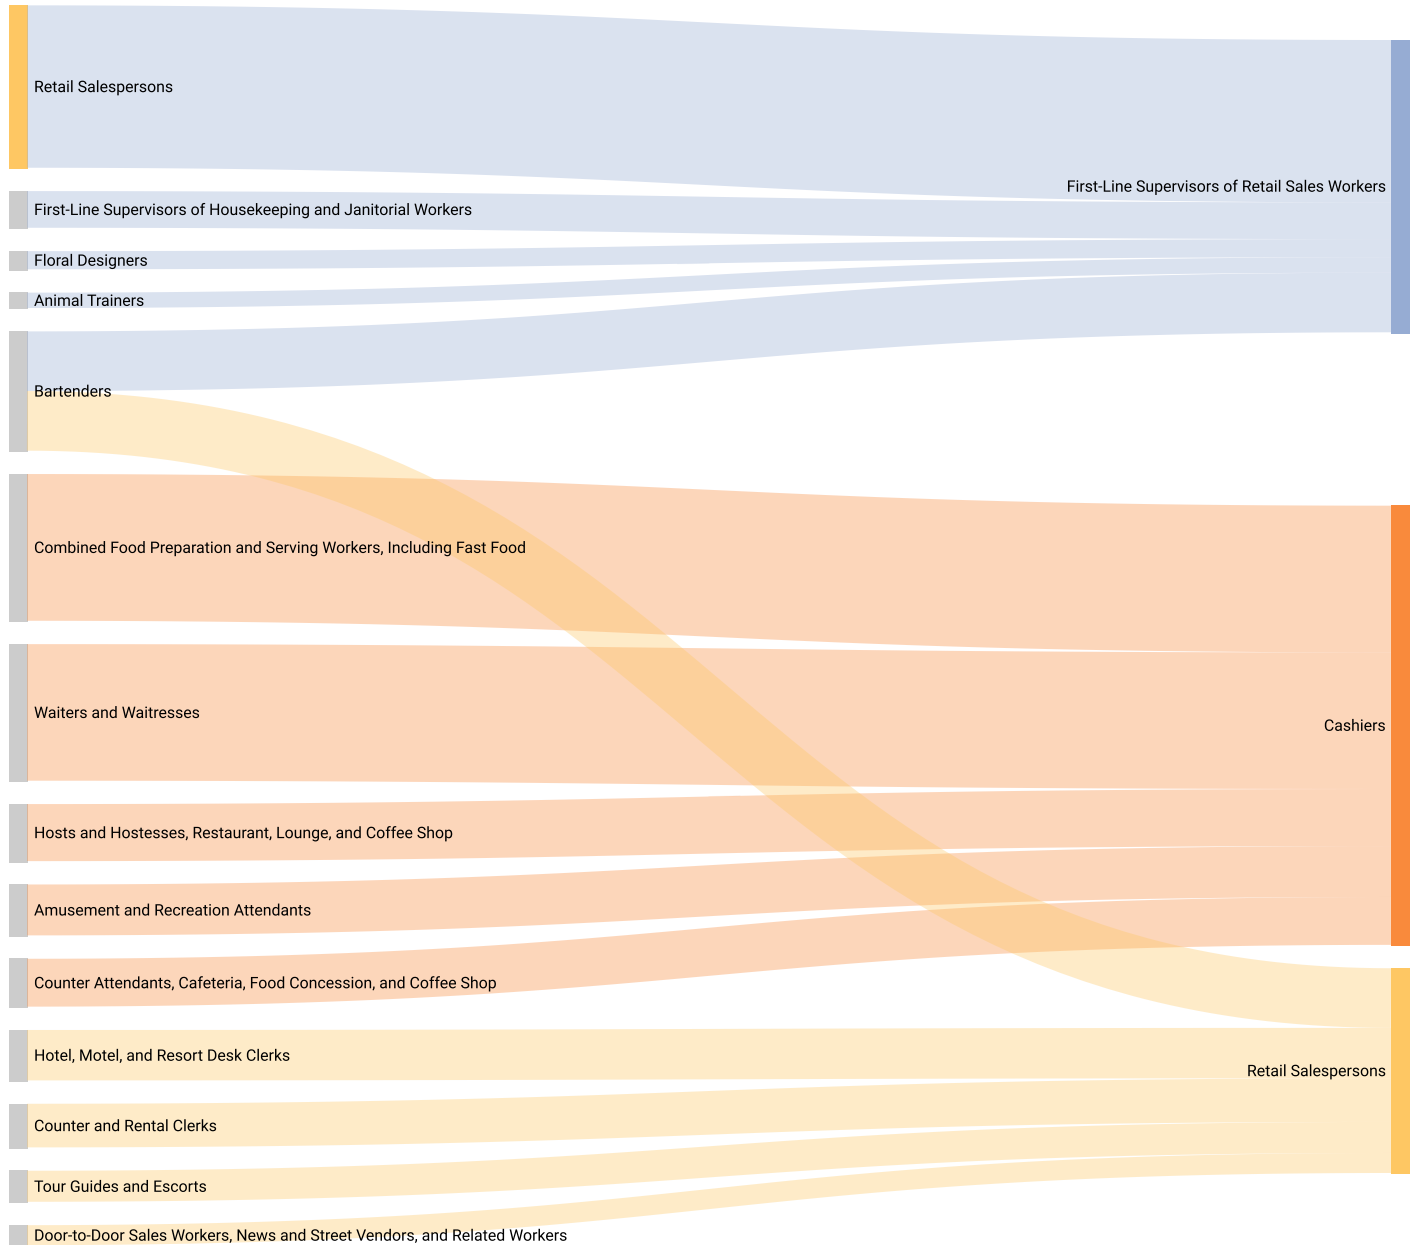 Retail Salespersons
First-Line Supervisors of Retail Sales Workers
First-Line Supervisors of Housekeeping and Janitorial Workers
Floral Designers
Animal Trainers
Bartenders
Combined Food Preparation and Serving Workers, Including Fast Food
Waiters and Waitresses
Cashiers
Hosts and Hostesses, Restaurant, Lounge, and Coffee Shop
Amusement and Recreation Attendants
Counter Attendants, Cafeteria, Food Concession, and Coffee Shop
Hotel, Motel, and Resort Desk Clerks
Retail Salespersons
Counter and Rental Clerks
Tour Guides and Escorts
Door-to-Door Sales Workers, News and Street Vendors, and Related Workers